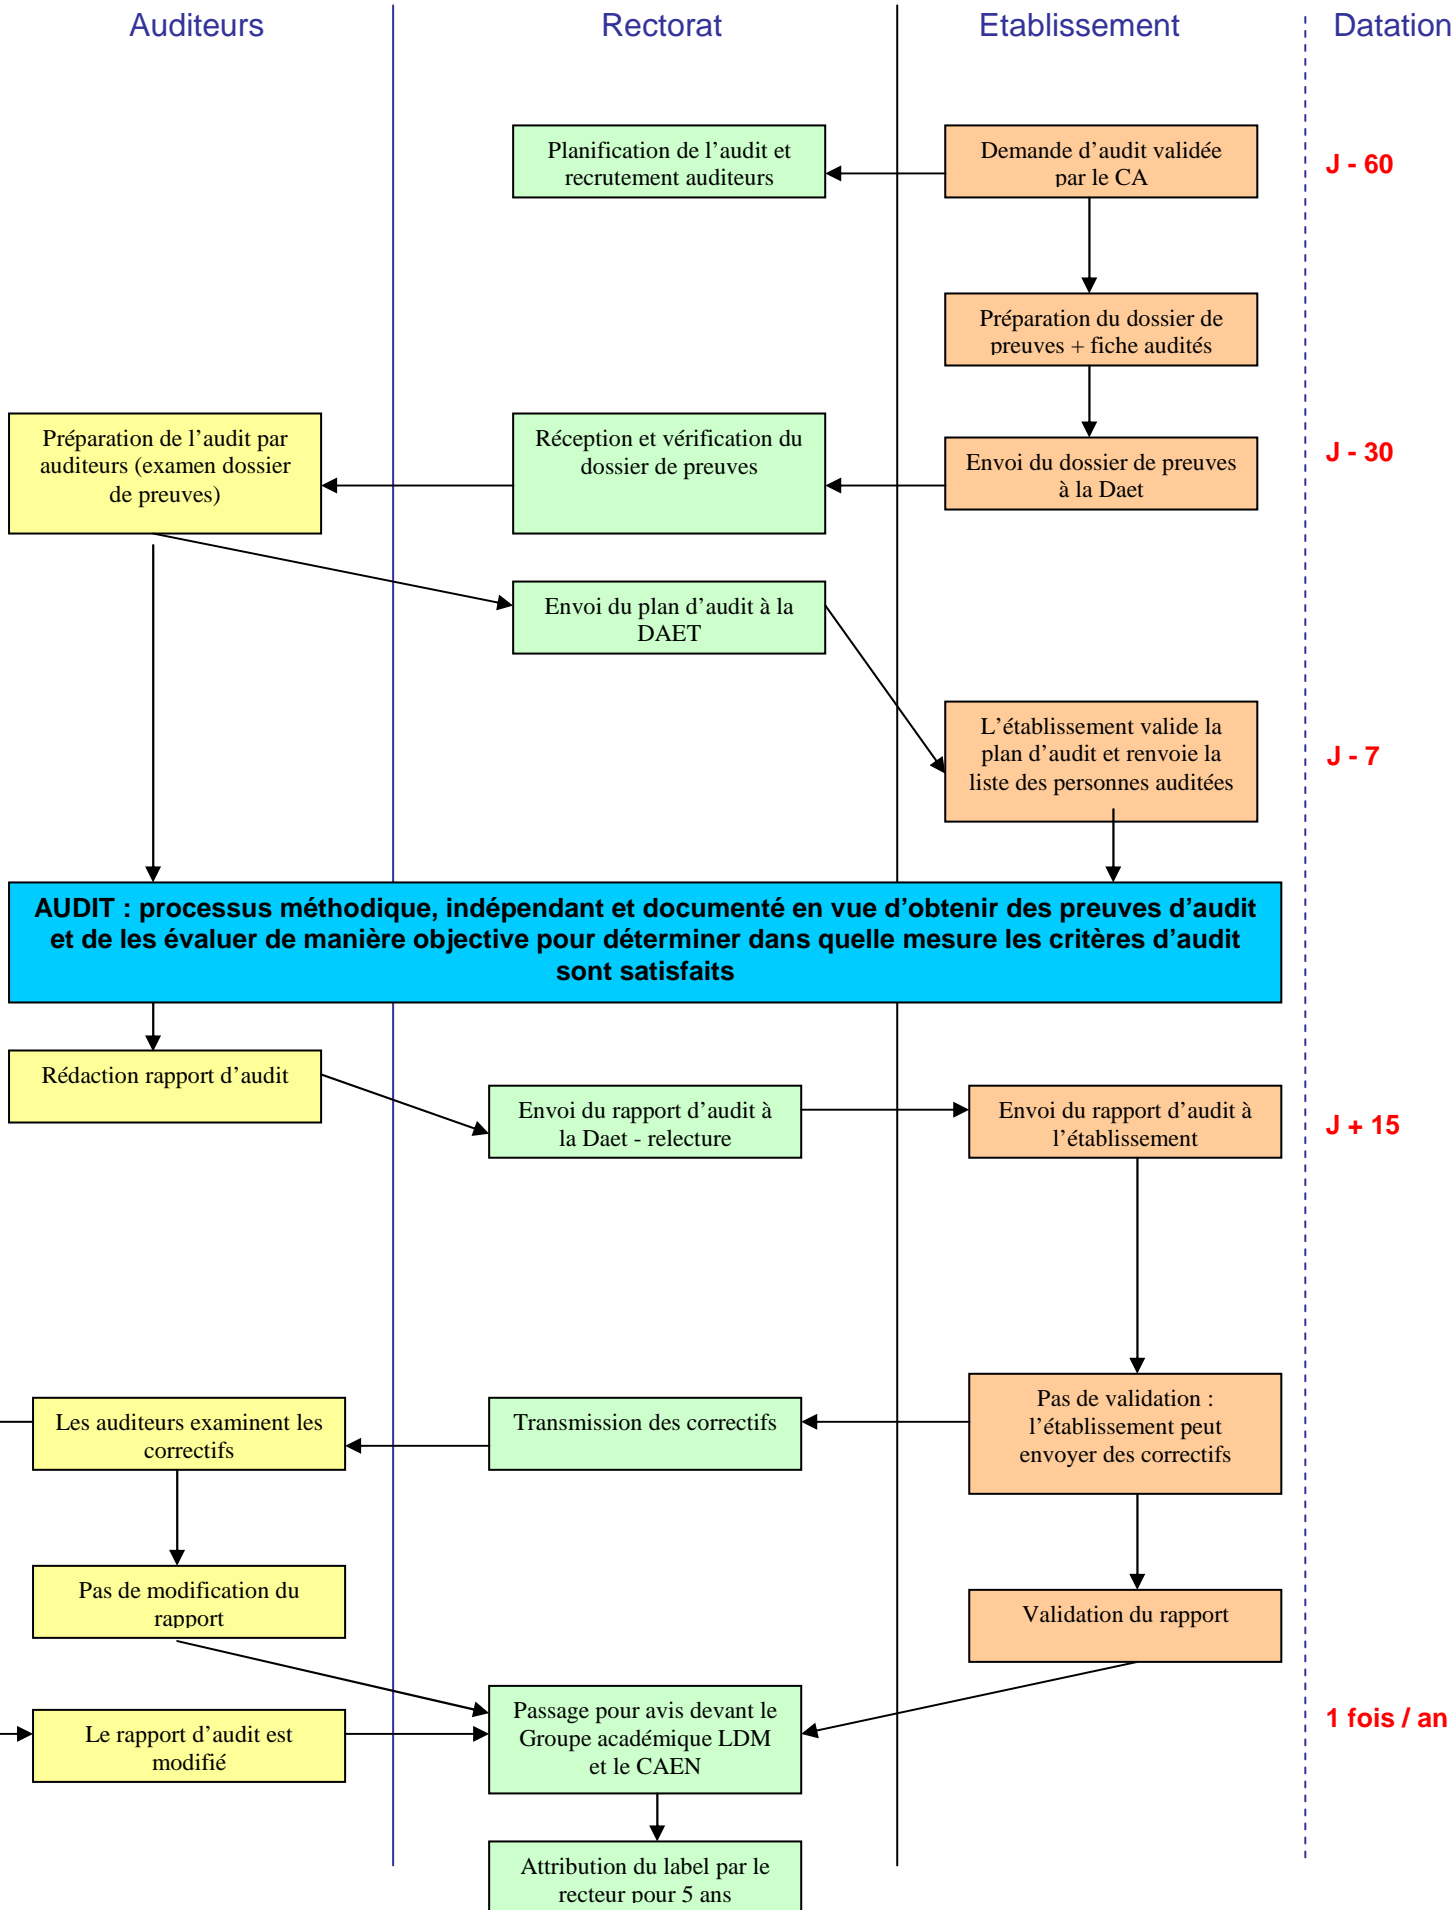 Auditeurs
Rectorat
Etablissement
Datation
Planification de l’audit et
recrutement auditeurs
Demande d’audit validée
par le CA
J - 60
Préparation du dossier de
preuves + fiche audités
Préparation de l’audit par
auditeurs (examen dossier
de preuves)
Réception et vérification du
dossier de preuves
Envoi du dossier de preuves
à la Daet
J - 30
Envoi du plan d’audit à la
DAET
L’établissement valide la
plan d’audit et renvoie la
liste des personnes auditées
J - 7
AUDIT : processus méthodique, indépendant et documenté en vue d’obtenir des preuves d’audit
et de les évaluer de manière objective pour déterminer dans quelle mesure les critères d’audit
sont satisfaits
Rédaction rapport d’audit
Envoi du rapport d’audit à
la Daet - relecture
Envoi du rapport d’audit à
l’établissement
J + 15
Les auditeurs examinent les
correctifs
Transmission des correctifs
Pas de validation :
l’établissement peut
envoyer des correctifs
Pas de modification du
rapport
Validation du rapport
Le rapport d’audit est
modifié
Passage pour avis devant le
Groupe académique LDM
et le CAEN
1 fois / an
Attribution du label par le
recteur pour 5 ans